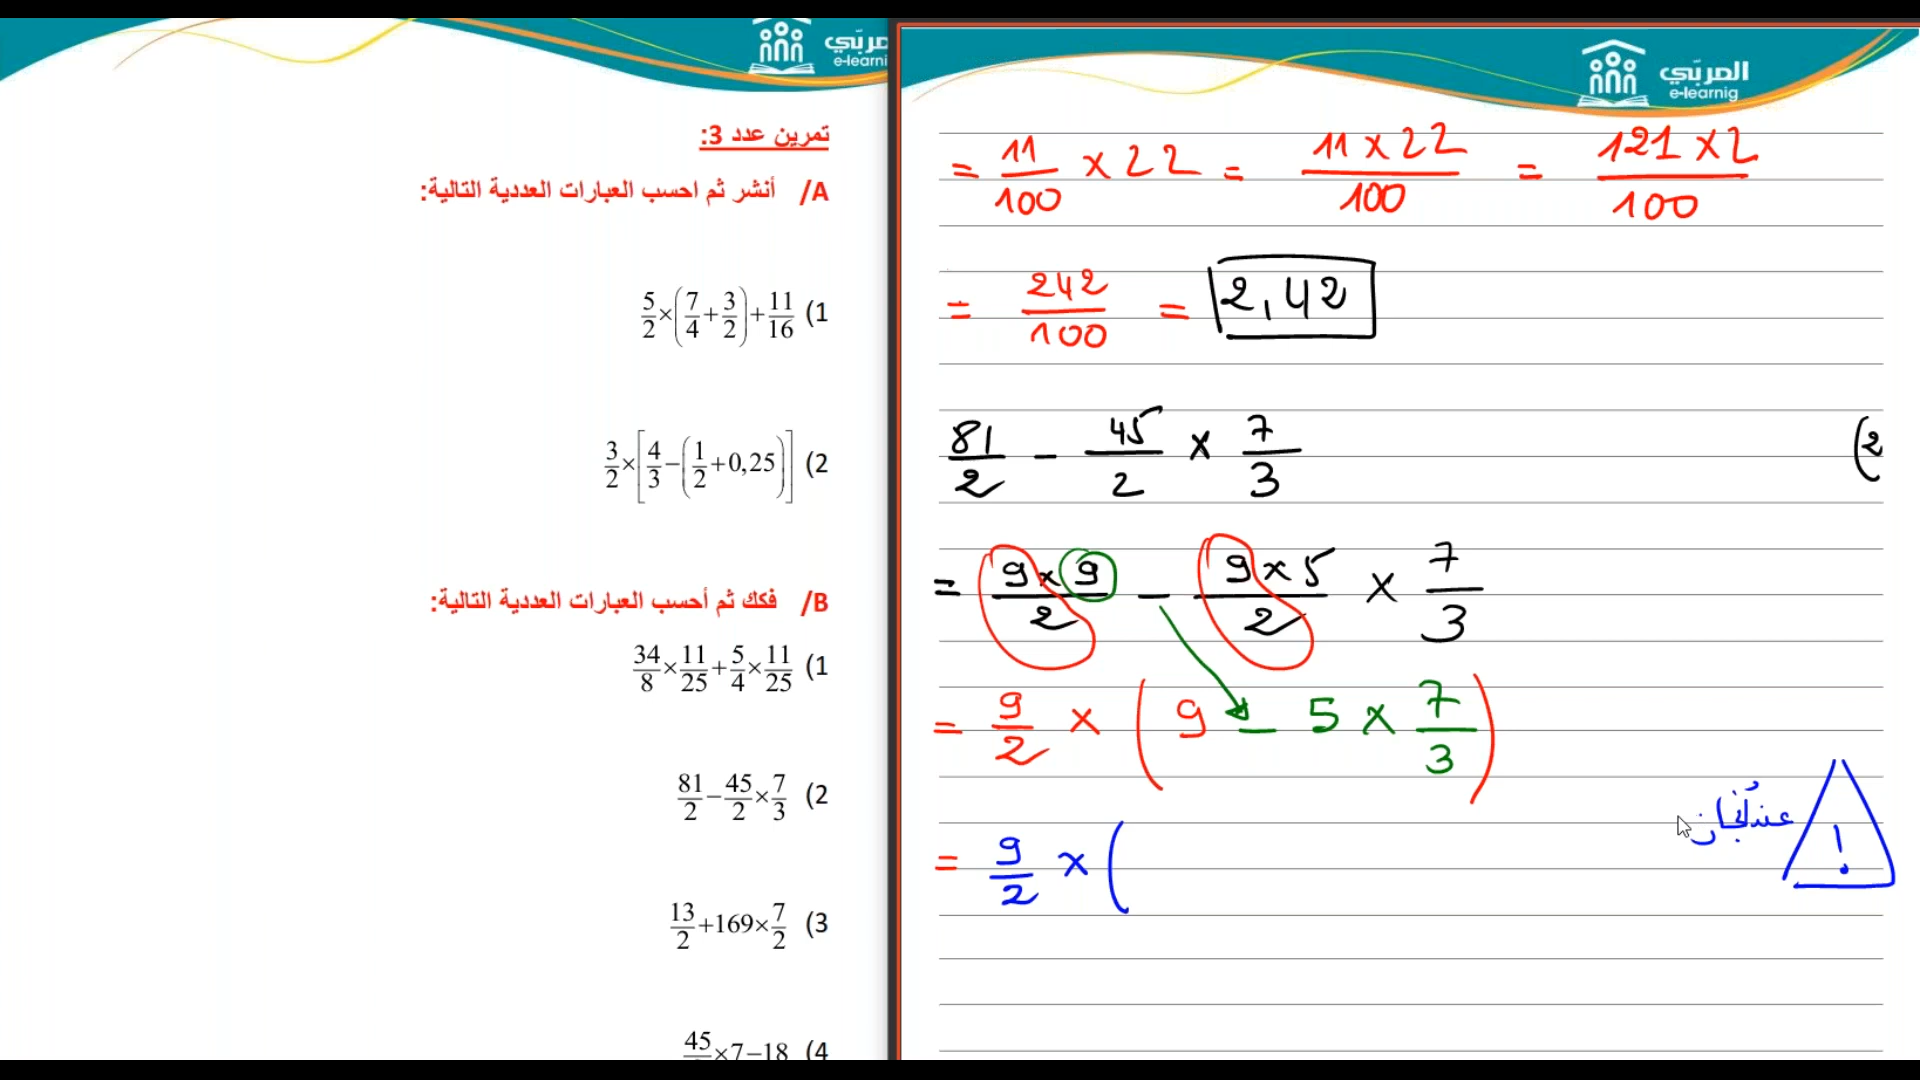 المربّي
e-learni
تمرين عدد 3:
A/ أنشر ثم احسب العبارات العددية التالية:
1) 5/2×(7/4+3/2)+11/16
2) 3/2×[4/3−(1/2+0,25)]
B/ فكك ثم أحسب العبارات العددية التالية:
1) 34/8×11/25+5/4×11/25
2) 81/2−45/2×7/3
3) 13/2+169×7/2
4) 45×7−18
المربّي
e-learnig
= 11/100 × 22 = 11×22/100 = 121×2/100
= 242/100 = 2,42
2) 81/2 − 45/2 × 7/3
= 9×9/2 − 9×5/2 × 7/3
= 9/2 × (9 − 5 × 7/3)
!
= 9/2 × (